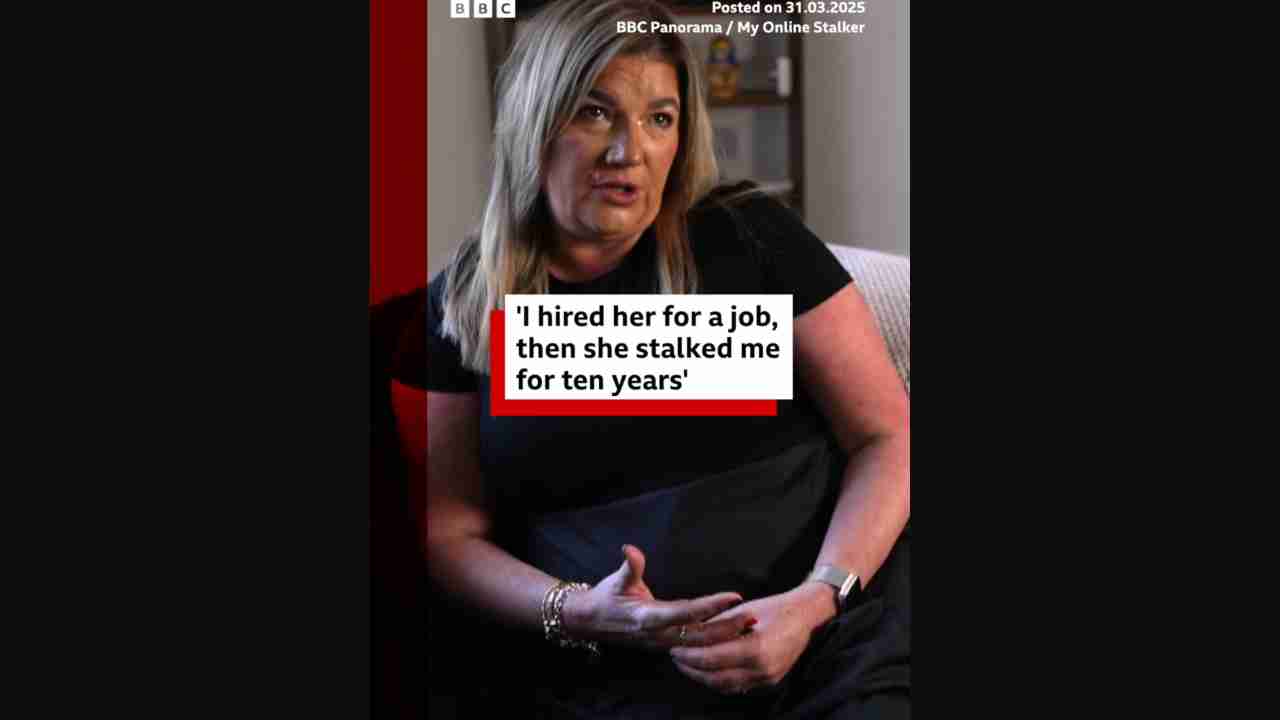 BBC
Posted on 31.03.2025
BBC Panorama / My Online Stalker
'I hired her for a job,
then she stalked me
for ten years'